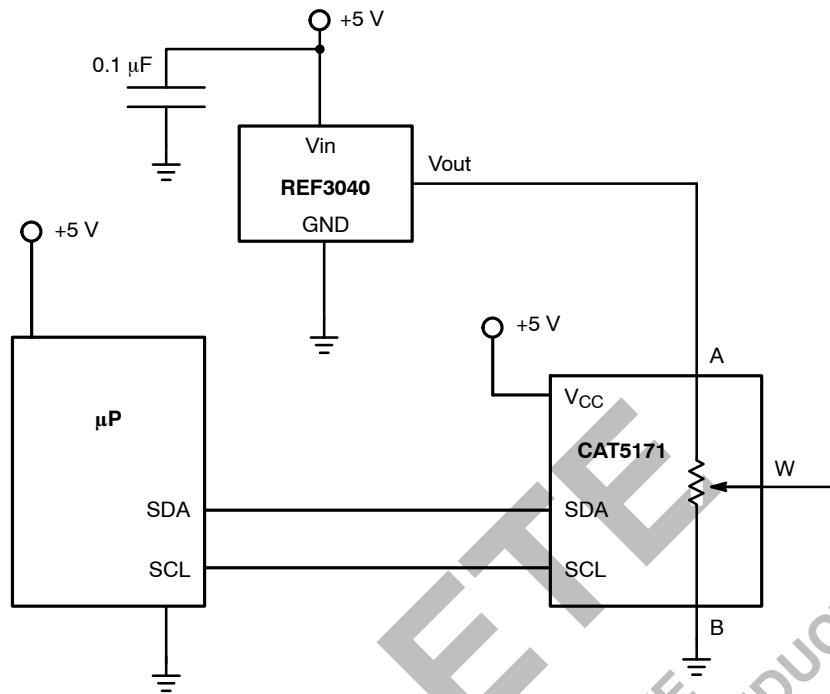 +5 V
0.1 μF
Vin
REF3040
GND
Vout
+5 V
μP
SDA
SCL
+5 V
A
VCC
CAT5171
W
SDA
SCL
B